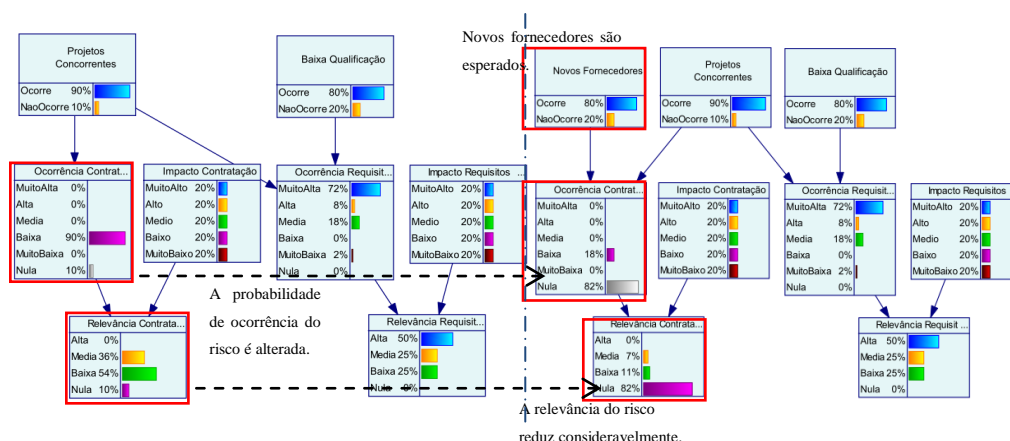 Projetos
Concorrentes
Ocorre 90%
NaoOcorre 10%
Baixa Qualificação
Ocorre 80%
NaoOcorre 20%
Ocorrência Contrat...
MuitoAlta 0%
Alta 0%
Media 0%
Baixa 90%
MuitoBaixa 0%
Nula 10%
Impacto Contratação
MuitoAlto 20%
Alto 20%
Medio 20%
Baixo 20%
MuitoBaixo 20%
Ocorrência Requisit...
MuitoAlta 72%
Alta 8%
Media 18%
Baixa 0%
MuitoBaixa 2%
Nula 0%
Impacto Requisitos ...
MuitoAlto 20%
Alto 20%
Medio 20%
Baixo 20%
MuitoBaixo 20%
A probabilidade
de ocorrência do
risco é alterada.
Relevância Contrata...
Alta 0%
Media 36%
Baixa 54%
Nula 10%
Relevância Requisit...
Alta 50%
Media 25%
Baixa 25%
Nula 0%
Novos fornecedores são
esperados.
Novos Fornecedores
Ocorre 80%
NaoOcorre 20%
Projetos
Concorrentes
Ocorre 90%
NaoOcorre 10%
Baixa Qualificação
Ocorre 80%
NaoOcorre 20%
Ocorrência Contrat...
MuitoAlta 0%
Alta 0%
Media 0%
Baixa 18%
MuitoBaixa 0%
Nula 82%
Impacto Contratação
MuitoAlto 20%
Alto 20%
Medio 20%
Baixo 20%
MuitoBaixo 20%
Ocorrência Requisit...
MuitoAlta 72%
Alta 8%
Media 18%
Baixa 0%
MuitoBaixa 2%
Nula 0%
Impacto Requisitos
MuitoAlto 20%
Alto 20%
Medio 20%
Baixo 20%
MuitoBaixo 20%
Relevância Contrata...
Alta 0%
Media 7%
Baixa 11%
Nula 82%
Relevância Requisit ...
Alta 50%
Media 25%
Baixa 25%
Nula 0%
A relevância do risco
reduz consideravelmente.